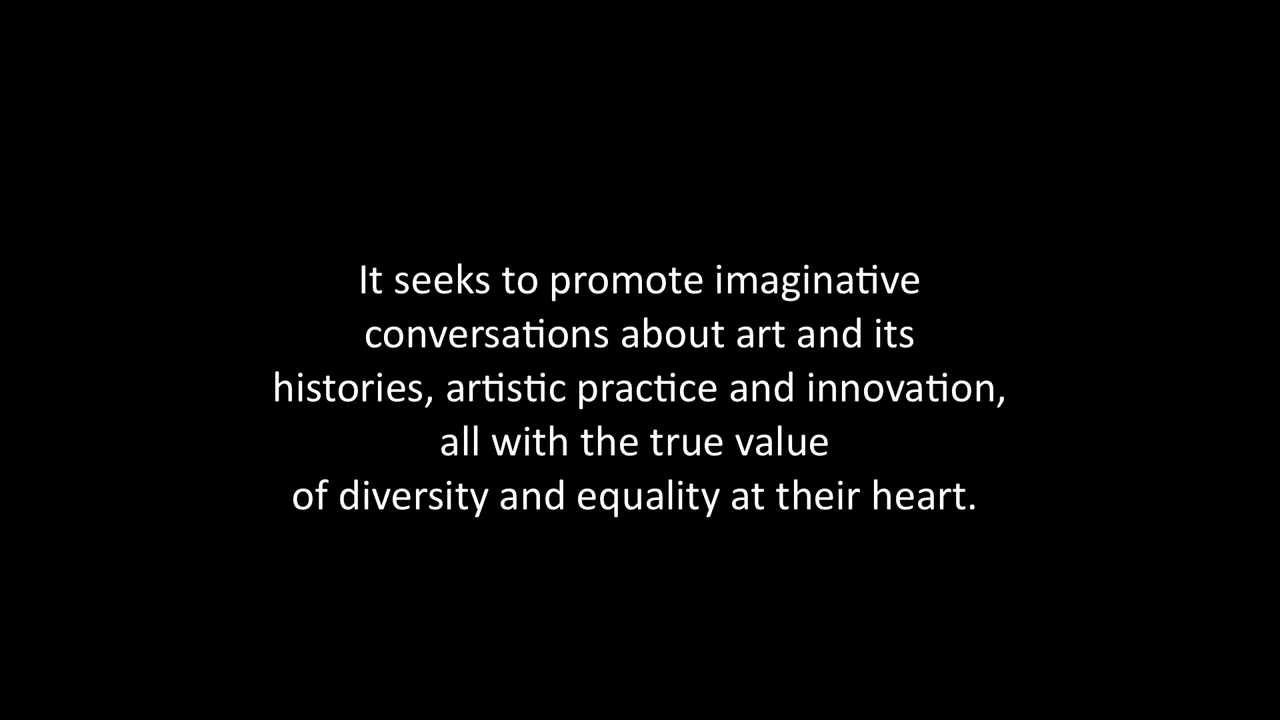 It seeks to promote imaginative
conversations about art and its
histories, artistic practice and innovation,
all with the true value
of diversity and equality at their heart.